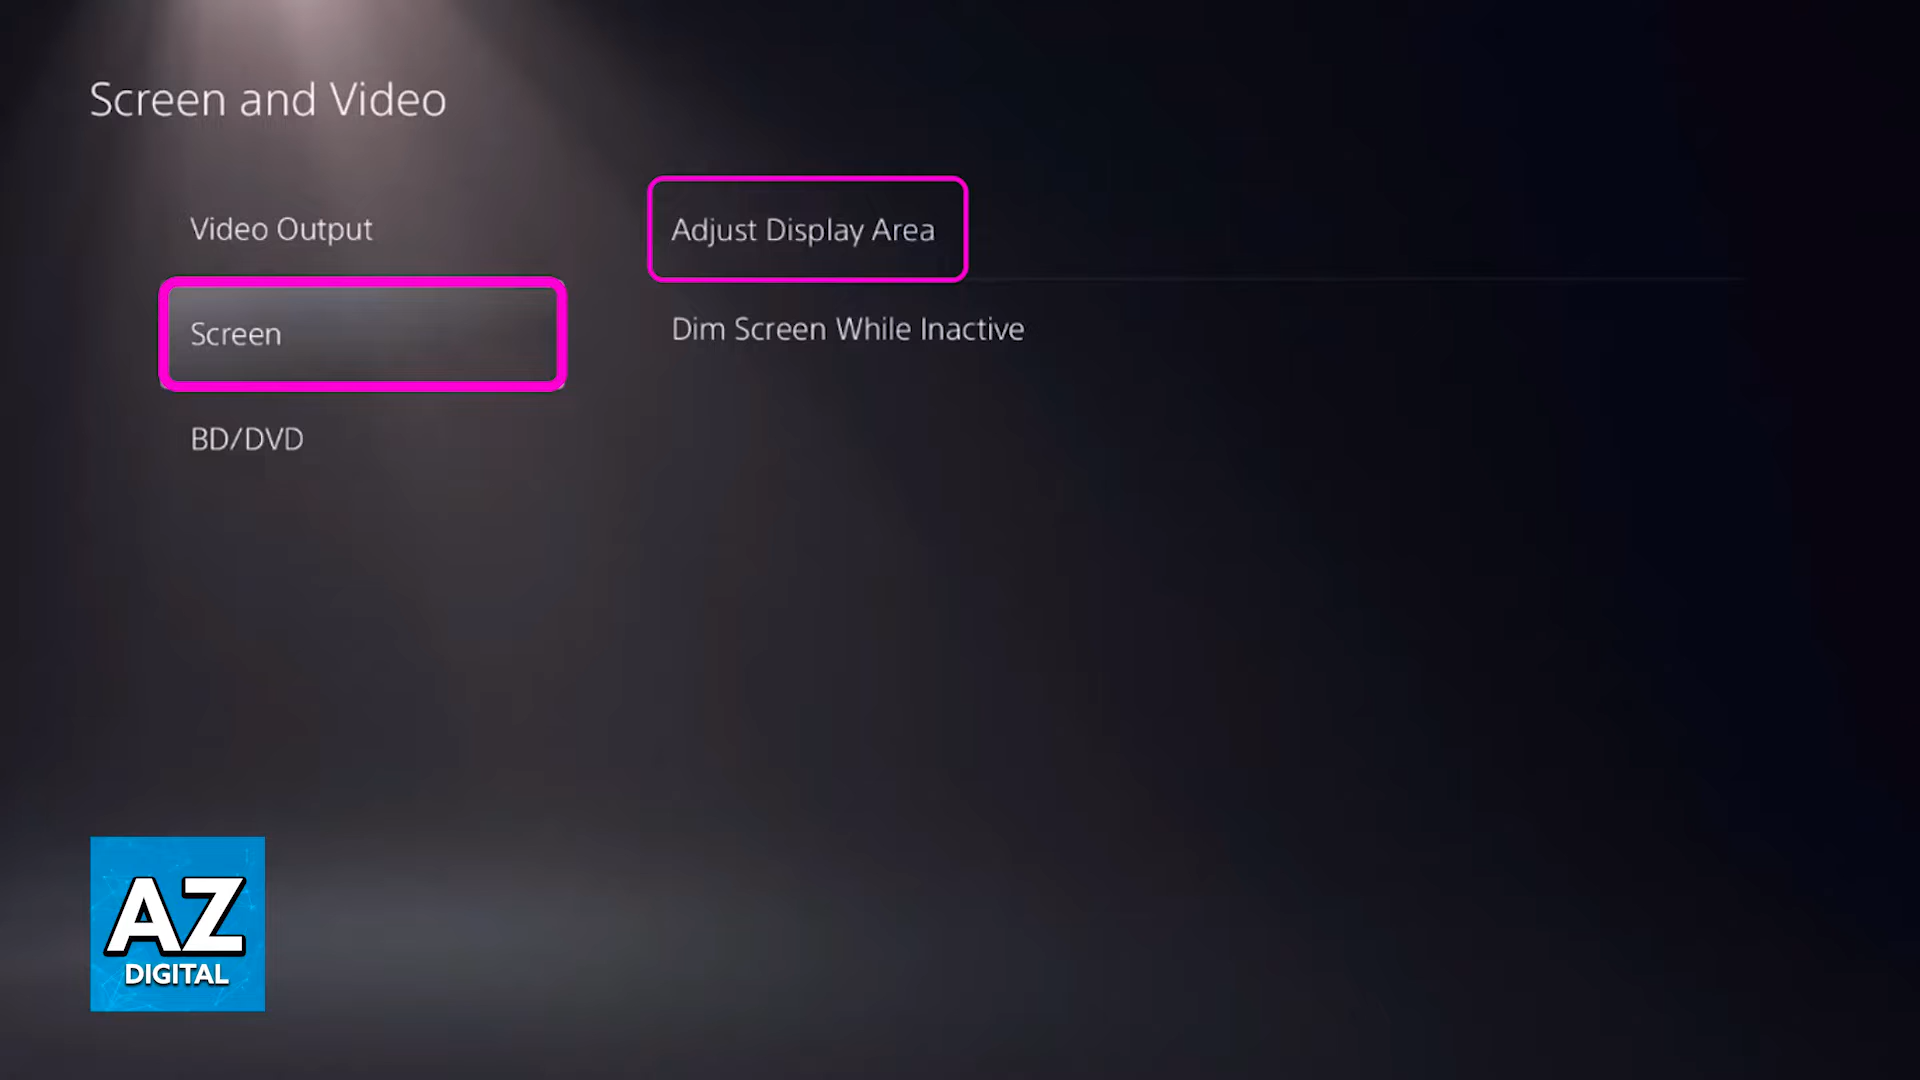 Screen and Video
Video Output
Screen
BD/DVD
Adjust Display Area
Dim Screen While Inactive
AZ
DIGITAL